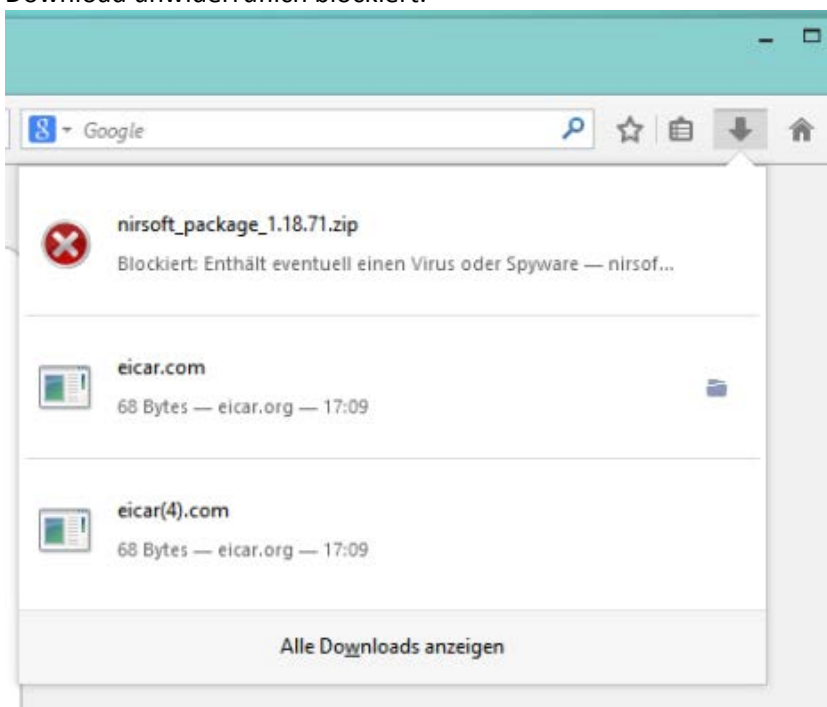 Download unwiderruflich blockiert.
8 Google
nirsoft_package_1.18.71.zip
Blockiert: Enthält eventuell einen Virus oder Spyware — nirsof...
eicar.com
68 Bytes — eicar.org — 17:09
eicar(4).com
68 Bytes — eicar.org — 17:09
Alle Downloads anzeigen